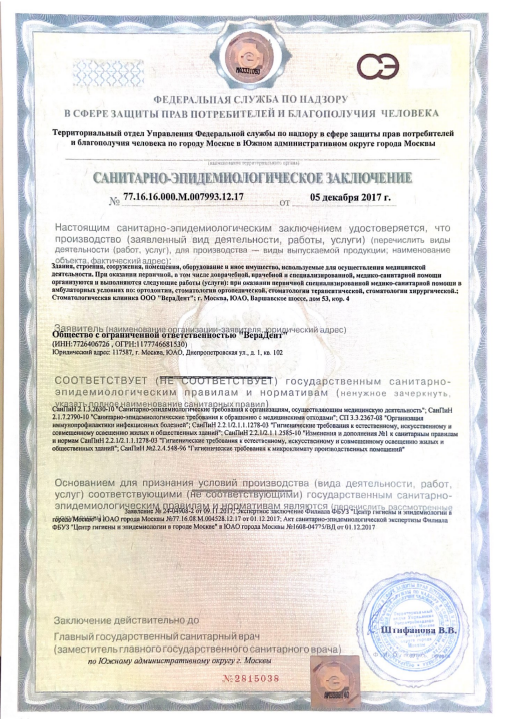 СЭ
ФЕДЕРАЛЬНАЯ СЛУЖБА ПО НАДЗОРУ
В СФЕРЕ ЗАЩИТЫ ПРАВ ПОТРЕБИТЕЛЕЙ И БЛАГОПОЛУЧИЯ ЧЕЛОВЕКА
Территориальный отдел Управления Федеральной службы по надзору в сфере защиты прав потребителей
и благополучия человека по городу Москве в Южном административном округе города Москвы
(наименование территориального органа)
САНИТАРНО-ЭПИДЕМИОЛОГИЧЕСКОЕ ЗАКЛЮЧЕНИЕ
№ 77.16.16.000.М.007993.12.17 от 05 декабря 2017 г.
Настоящим санитарно-эпидемиологическим заключением удостоверяется, что
производство (заявленный вид деятельности, работы, услуги) (перечислить виды
деятельности (работ, услуг), для производства — виды выпускаемой продукции; наименование
объекта, фактический адрес):
Здания, строения, сооружения, помещения, оборудование и иное имущество, используемые для осуществления медицинской
деятельности. При оказании первичной, в том числе доврачебной, врачебной и специализированной, медико-санитарной помощи
организуются и выполняются следующие работы (услуги): при оказании первичной специализированной медико-санитарной помощи в
амбулаторных условиях по: ортодонтии, стоматологии ортопедической, стоматологии терапевтической, стоматологии хирургической.;
Стоматологическая клиника ООО "ВераДент": г. Москва, ЮАО, Варшавское шоссе, дом 53, кор. 4
Заявитель (наименование организации-заявителя, юридический адрес)
Общество с ограниченной ответственностью "ВераДент"
(ИНН:7726406726 , ОГРН:1177746681530)
Юридический адрес: 117587, г. Москва, ЮАО, Днепропетровская ул., д. 1, кв. 102
СООТВЕТСТВУЕТ (НЕ СООТВЕТСТВУЕТ) государственным санитарно-
эпидемиологическим правилам и нормативам (ненужное зачеркнуть,
указать полное наименование санитарных правил)
СанПиН 2.1.3.2630-10 "Санитарно-эпидемиологические требования к организациям, осуществляющим медицинскую деятельность"; СанПиН
2.1.7.2790-10 "Санитарно-эпидемиологические требования к обращению с медицинскими отходами"; СП 3.3.2367-08 "Организация
иммунопрофилактики инфекционных болезней"; СанПиН 2.2.1/2.1.1.1278-03 "Гигиенические требования к естественному, искусственному и
совмещенному освещению жилых и общественных зданий"; СанПиН 2.2.1/2.1.1.2585-10 "Изменения и дополнения №1 к санитарным правилам
и нормам СанПиН 2.2.1/2.1.1.1278-03 "Гигиенические требования к естественному, искусственному и совмещенному освещению жилых и
общественных зданий"; СанПиН 2.2.4.548-96 "Гигиенические требования к микроклимату производственных помещений"
Основанием для признания условий производства (вида деятельности, работ,
услуг) соответствующими (не соответствующими) государственным санитарно-
эпидемиологическим правилам и нормативам являются (перечислить рассмотренные
Заявление № 24-04908-2 от 09.11.2017; Экспертное заключение Филиала ФБУЗ "Центр гигиены и эпидемиологии в
городе Москве" в ЮАО города Москвы №77.16.08.М.004528.12.17 от 01.12.2017; Акт санитарно-эпидемиологической экспертизы Филиала
ФБУЗ "Центр гигиены и эпидемиологии в городе Москве" в ЮАО города Москвы №1608-0477з/ВД от 01.12.2017
Заключение действительно до
Главный государственный санитарный врач
(заместитель главного государственного санитарного врача)
Штифанова В.В.
по Южному административному округу г. Москвы
№2815038